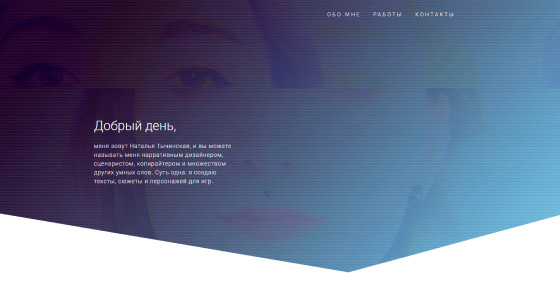 ОБО МНЕ РАБОТЫ КОНТАКТЫ
Добрый день,
меня зовут Наталья Тычинская, и вы можете
называть меня нарративным дизайнером,
сценаристом, копирайтером и множеством
других умных слов. Суть одна: я создаю
тексты, сюжеты и персонажей для игр.